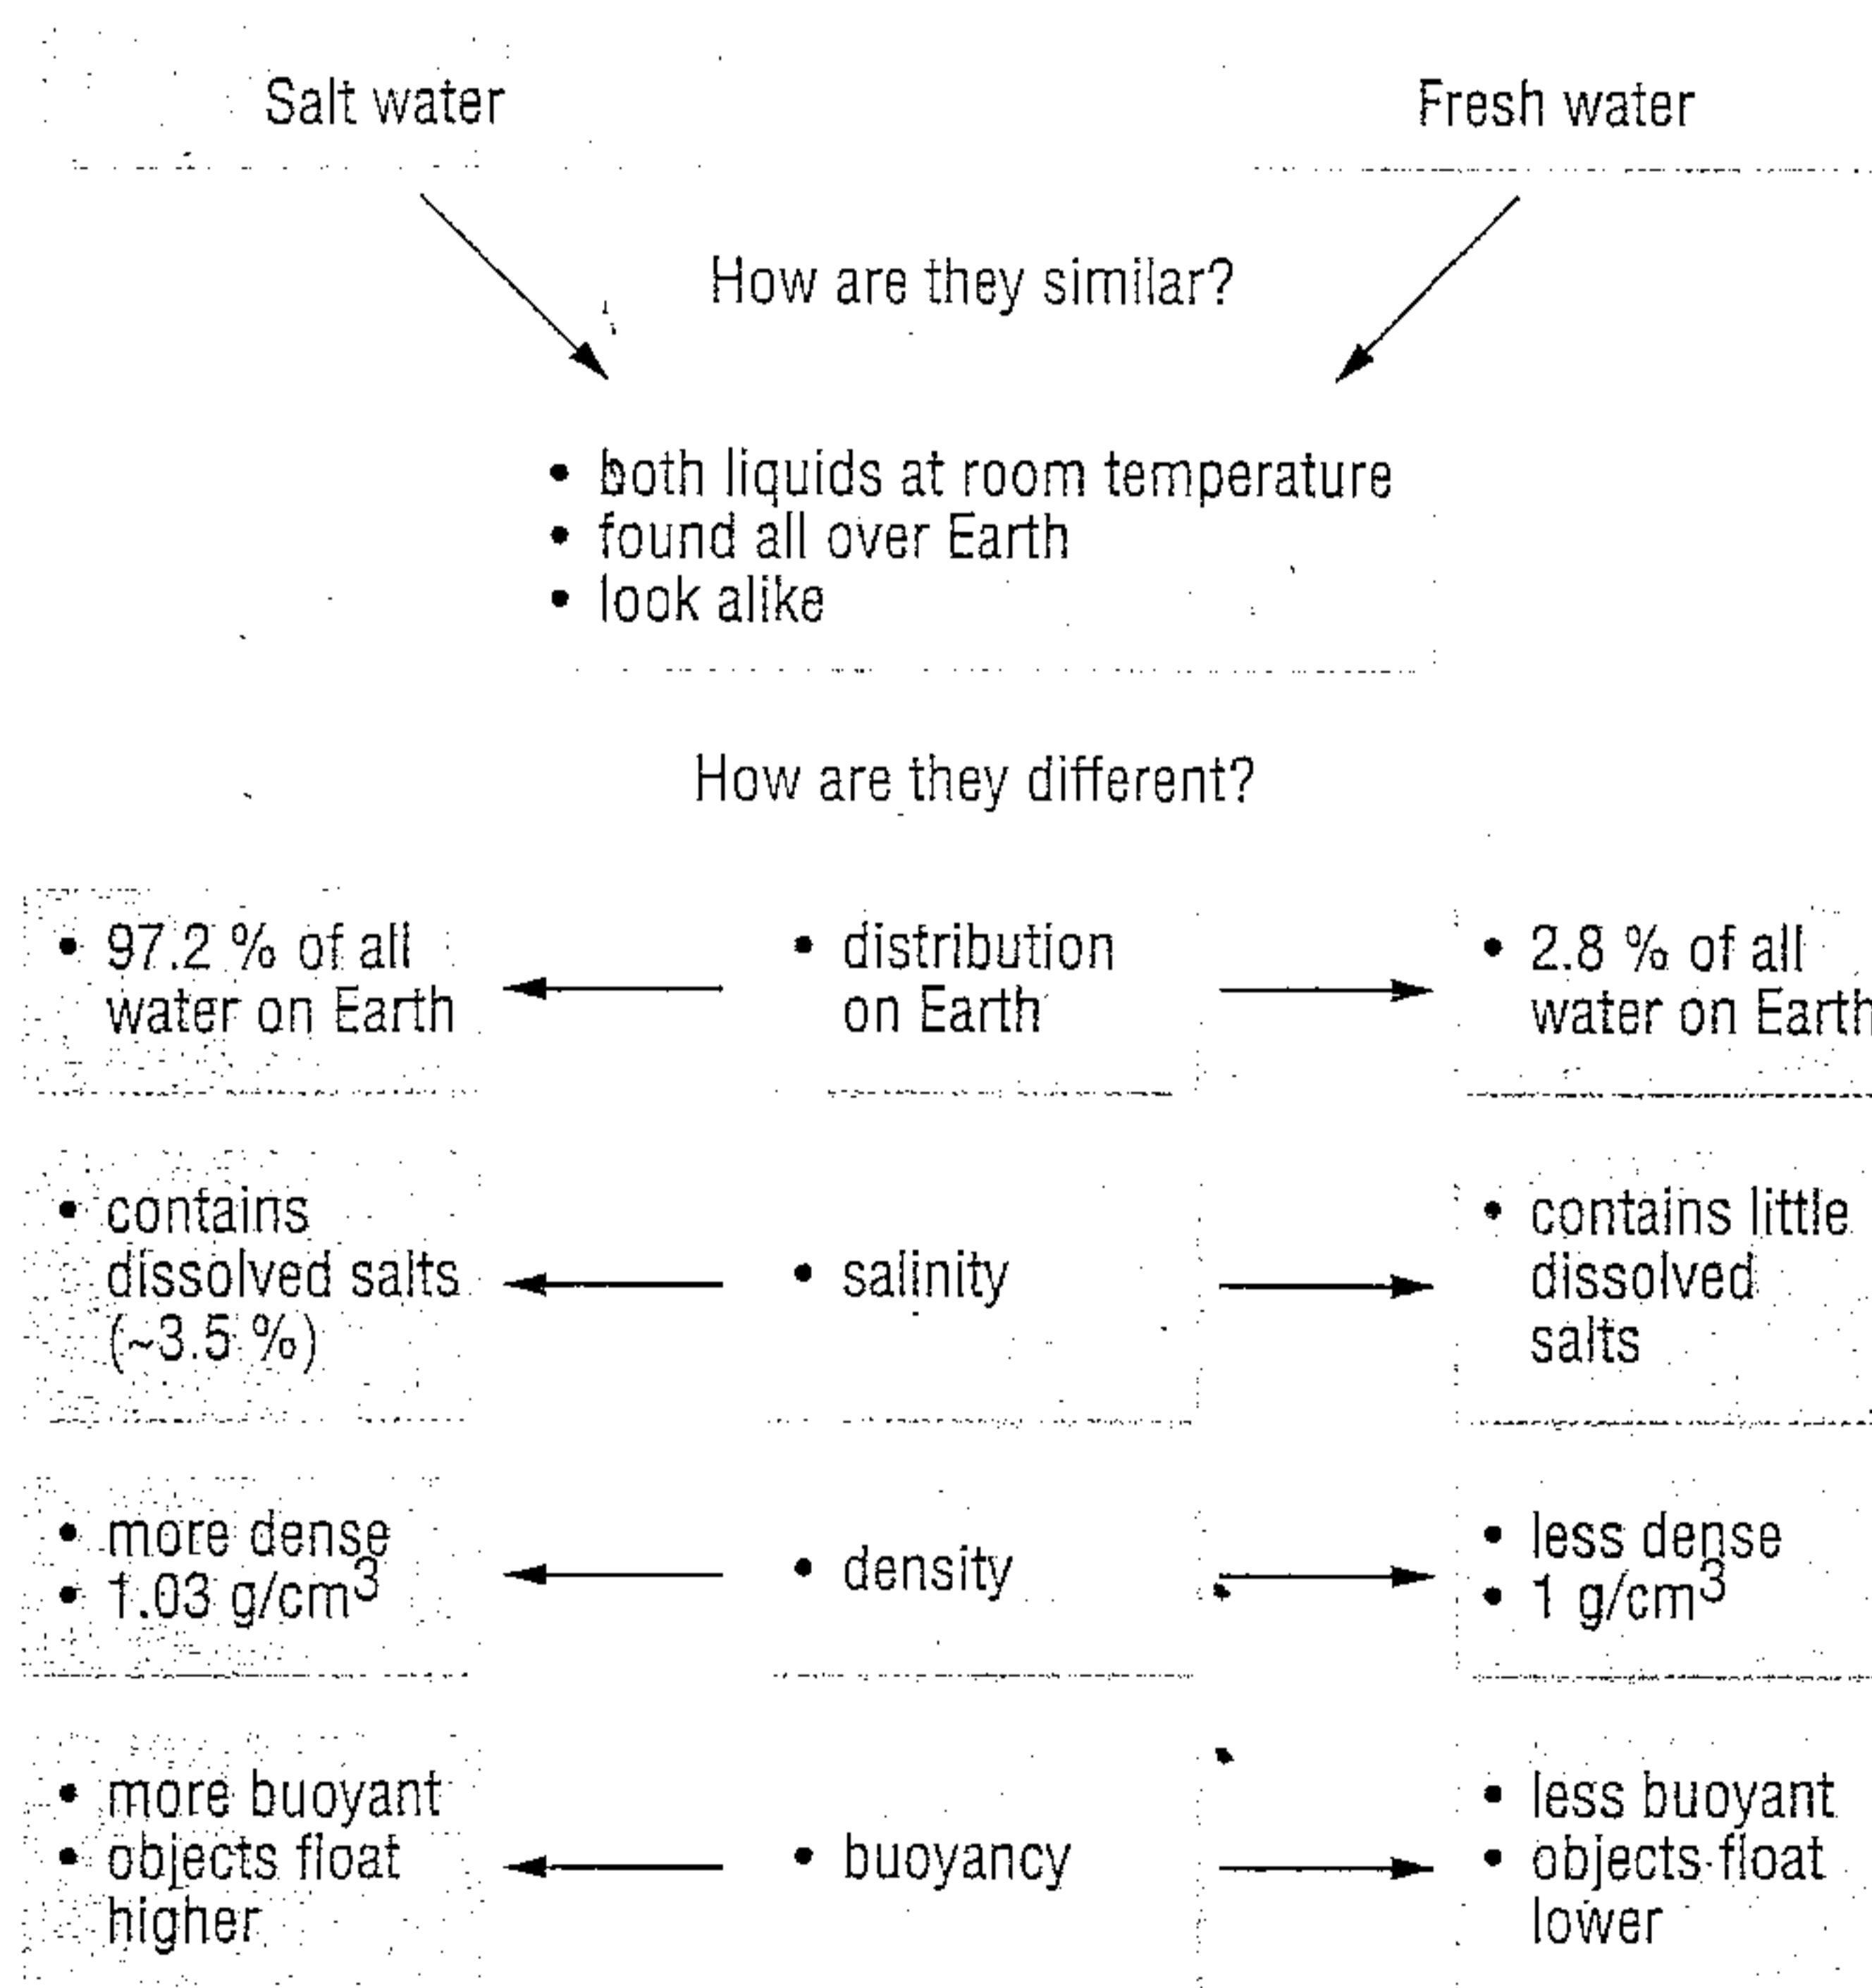 Salt water
Fresh water
How are they similar?
• both liquids at room temperature
• found all over Earth
• look alike
How are they different?
• 97.2 % of all
water on Earth
• distribution
on Earth
• 2.8 % of all
water on Earth
• contains
dissolved salts
(~3.5 %)
• salinity
• contains little
dissolved
salts
• more dense
• 1.03 g/cm³
• density
• less dense
• 1 g/cm³
• more buoyant
• objects float
higher
• buoyancy
• less buoyant
• objects float
lower